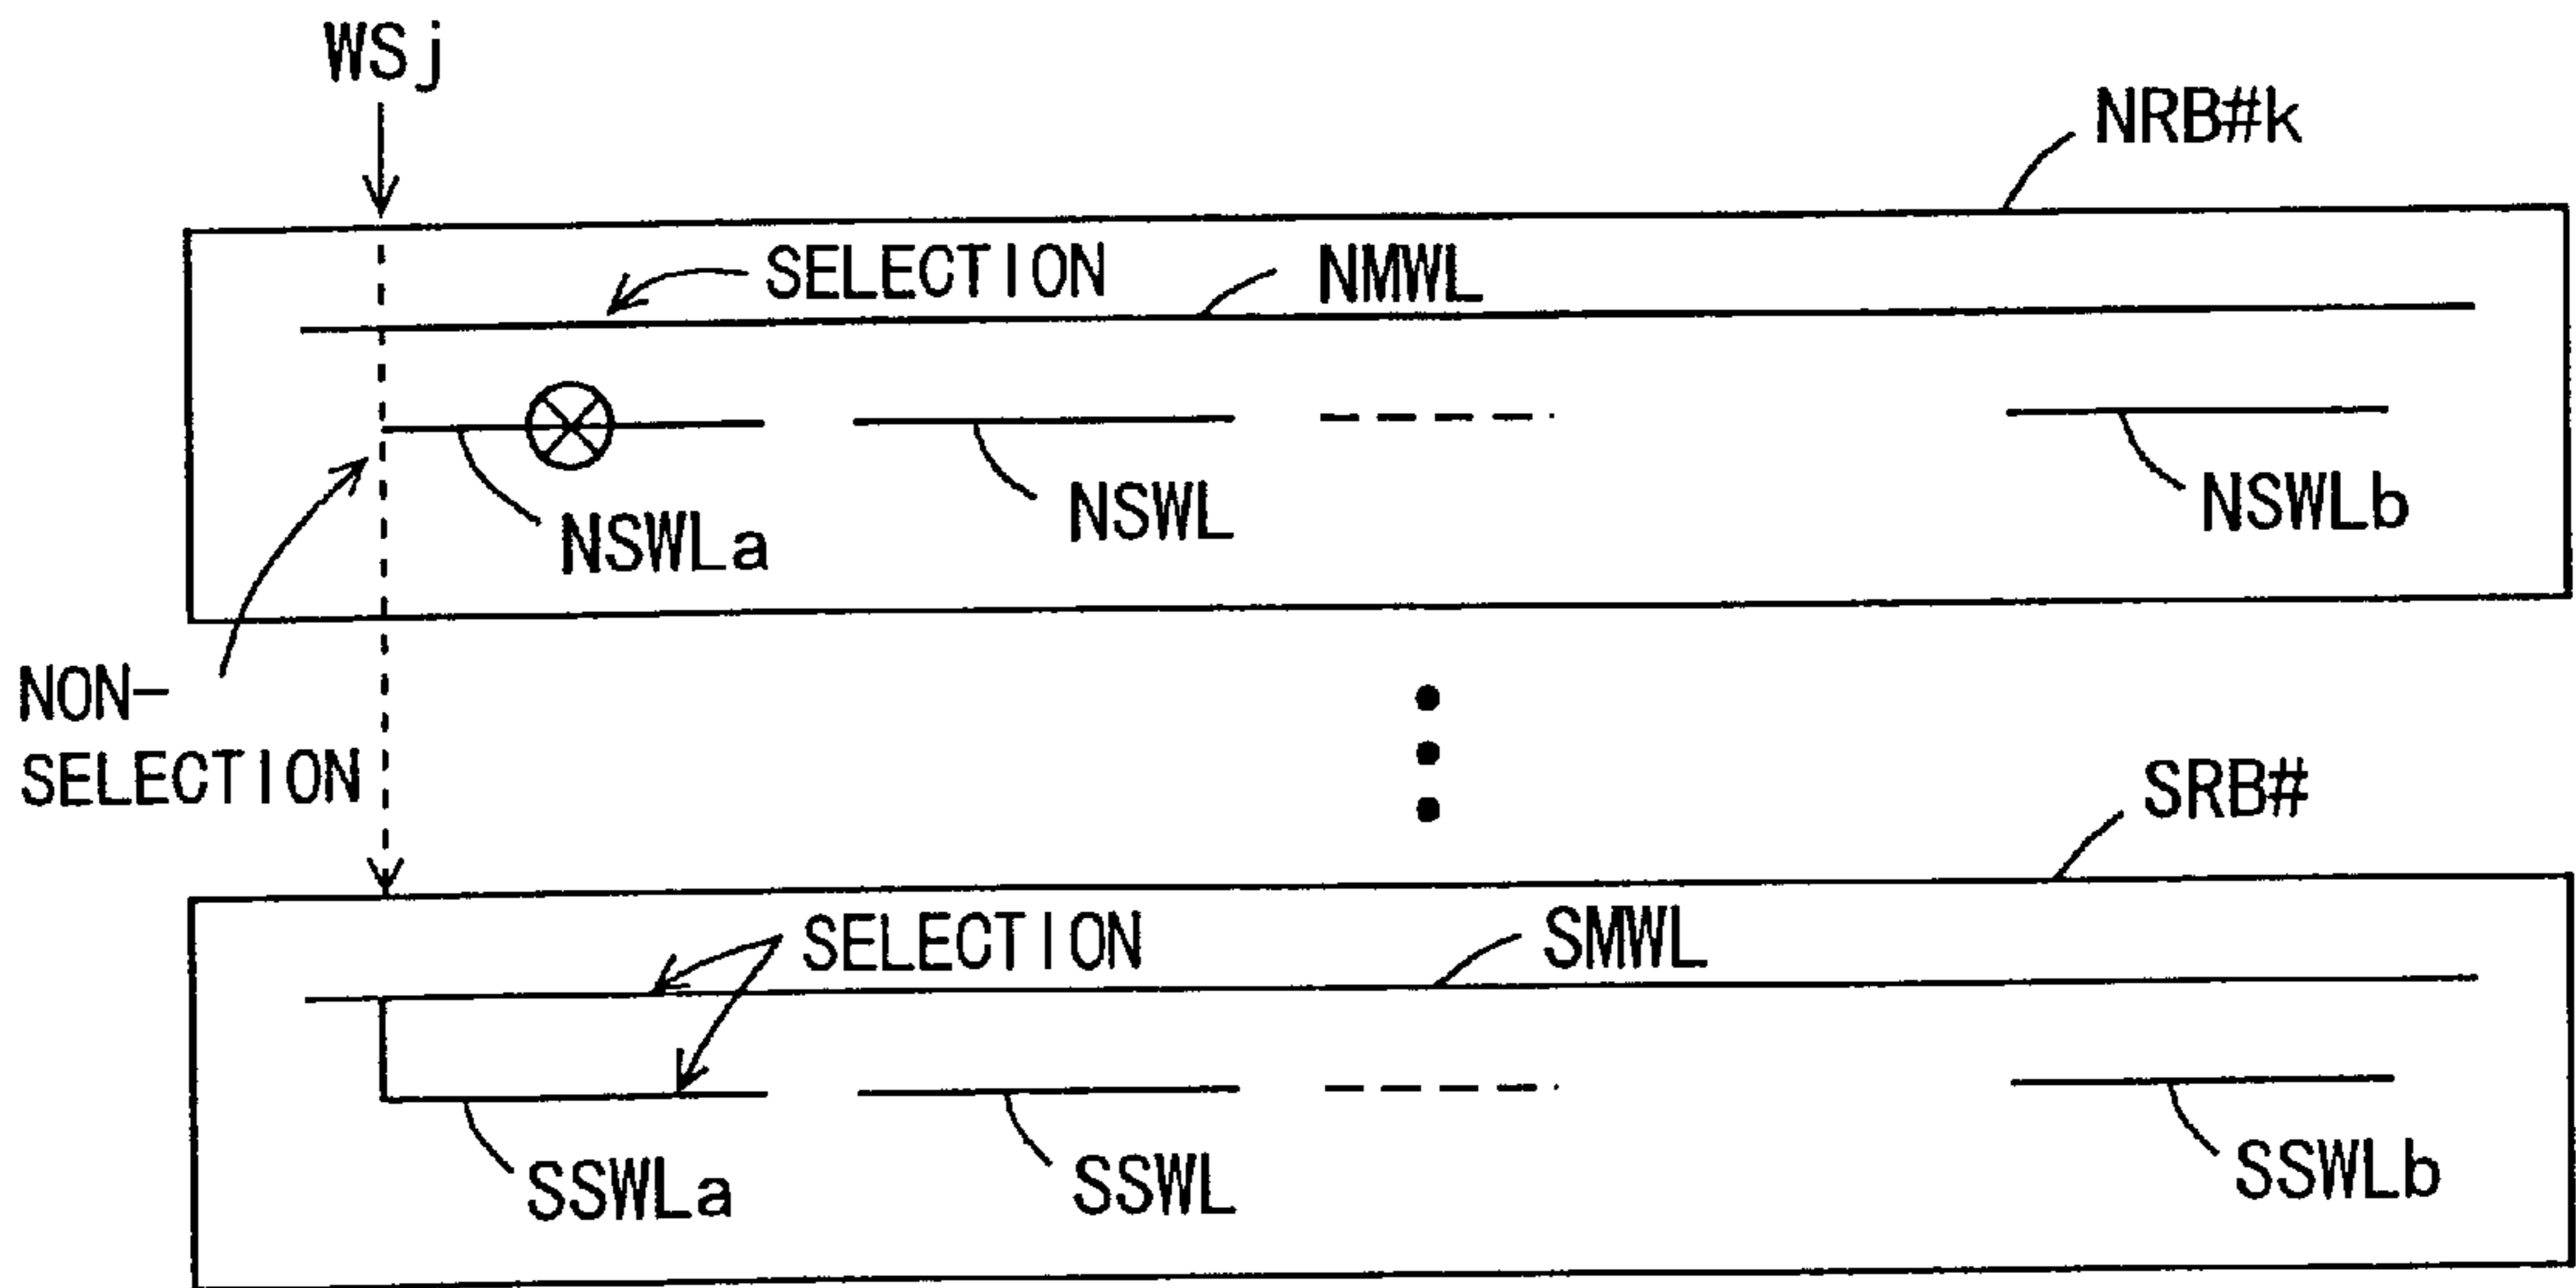 WSj
NRB#k
SELECTION
NMWL
NSWLa
NSWL
NSWLb
NON-
SELECTION
SRB#
SELECTION
SMWL
SSWLa
SSWL
SSWLb